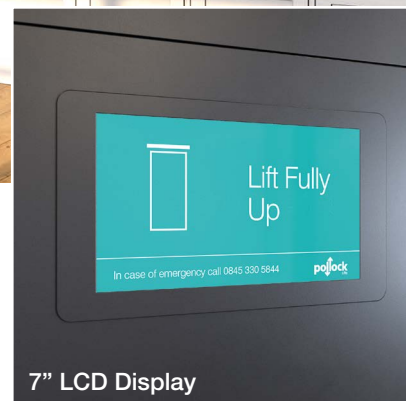 Lift Fully
Up
In case of emergency call 0845 330 5844
pollock
7” LCD Display